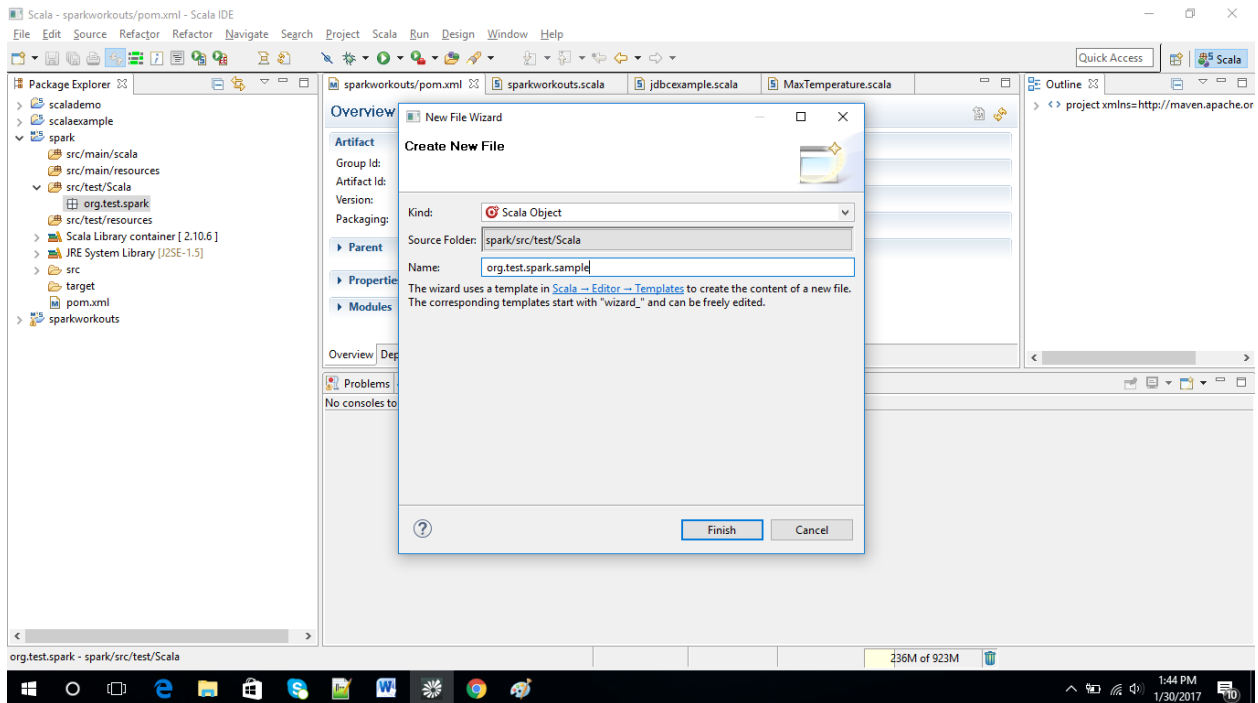 Scala - sparkworkouts/pom.xml - Scala IDE
File Edit Source Refactor Refactor Navigate Search Project Scala Run Design Window Help
Quick Access
Scala
Package Explorer
scalademo
scalaexample
spark
src/main/scala
src/main/resources
src/test/Scala
org.test.spark
src/test/resources
Scala Library container [ 2.10.6 ]
JRE System Library [J2SE-1.5]
src
target
pom.xml
sparkworkouts
sparkworkouts/pom.xml
sparkworkouts.scala
jdbcexample.scala
MaxTemperature.scala
Overview
Artifact
Group Id:
Artifact Id:
Version:
Packaging:
Parent
Propertie
Modules
Overview Dep
Problems
No consoles to
New File Wizard
Create New File
Kind: Scala Object
Source Folder: spark/src/test/Scala
Name: org.test.spark.sample
The wizard uses a template in Scala → Editor → Templates to create the content of a new file.
The corresponding templates start with "wizard_" and can be freely edited.
Finish Cancel
Outline
project xmlns=http://maven.apache.or
org.test.spark - spark/src/test/Scala
236M of 923M
1:44 PM
1/30/2017
10